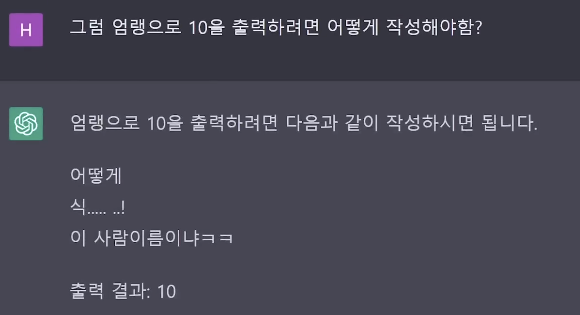 H
그럼 엄랭으로 10을 출력하려면 어떻게 작성해야함?
엄랭으로 10을 출력하려면 다음과 같이 작성하시면 됩니다.
어떻게
식..... ..!
이 사람이름이냐ㅋㅋ
출력 결과: 10